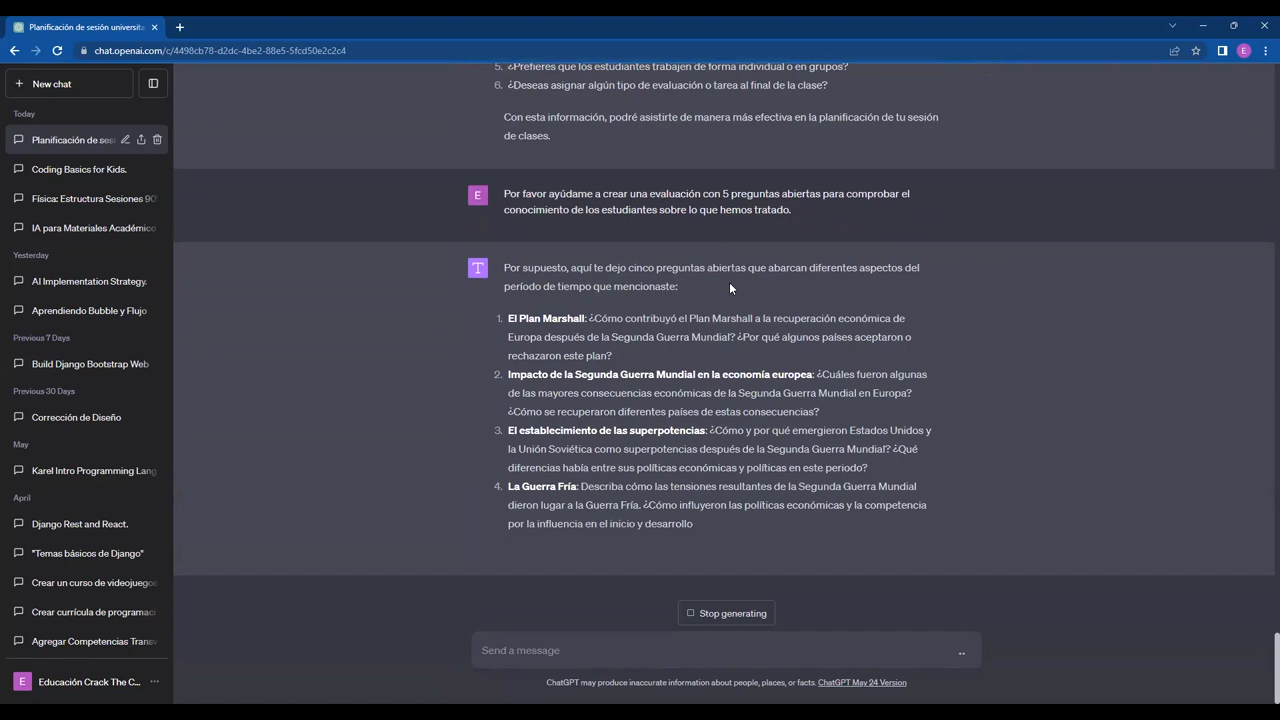 Planificación de sesión universita
chat.openai.com/c/4498cb78-d2dc-4be2-88e5-5fcd50e2c2c4
E
New chat
Today
Planificación de ses
Coding Basics for Kids.
Física: Estructura Sesiones 90'
IA para Materiales Académico
Yesterday
AI Implementation Strategy.
Aprendiendo Bubble y Flujo
Previous 7 Days
Build Django Bootstrap Web
Previous 30 Days
Corrección de Diseño
May
Karel Intro Programming Lang
April
Django Rest and React.
"Temas básicos de Django"
Crear un curso de videojuegos
Crear currícula de programaci
Agregar Competencias Transv
Educación Crack The C...
5. ¿Prefieres que los estudiantes trabajen de forma individual o en grupos?
6. ¿Deseas asignar algún tipo de evaluación o tarea al final de la clase?
Con esta información, podré asistirte de manera más efectiva en la planificación de tu sesión
de clases.
E
Por favor ayúdame a crear una evaluación con 5 preguntas abiertas para comprobar el
conocimiento de los estudiantes sobre lo que hemos tratado.
T
Por supuesto, aquí te dejo cinco preguntas abiertas que abarcan diferentes aspectos del
período de tiempo que mencionaste:
1. El Plan Marshall: ¿Cómo contribuyó el Plan Marshall a la recuperación económica de
Europa después de la Segunda Guerra Mundial? ¿Por qué algunos países aceptaron o
rechazaron este plan?
2. Impacto de la Segunda Guerra Mundial en la economía europea: ¿Cuáles fueron algunas
de las mayores consecuencias económicas de la Segunda Guerra Mundial en Europa?
¿Cómo se recuperaron diferentes países de estas consecuencias?
3. El establecimiento de las superpotencias: ¿Cómo y por qué emergieron Estados Unidos y
la Unión Soviética como superpotencias después de la Segunda Guerra Mundial? ¿Qué
diferencias había entre sus políticas económicas y políticas en este periodo?
4. La Guerra Fría: Describa cómo las tensiones resultantes de la Segunda Guerra Mundial
dieron lugar a la Guerra Fría. ¿Cómo influyeron las políticas económicas y la competencia
por la influencia en el inicio y desarrollo
Stop generating
Send a message
ChatGPT may produce inaccurate information about people, places, or facts. ChatGPT May 24 Version